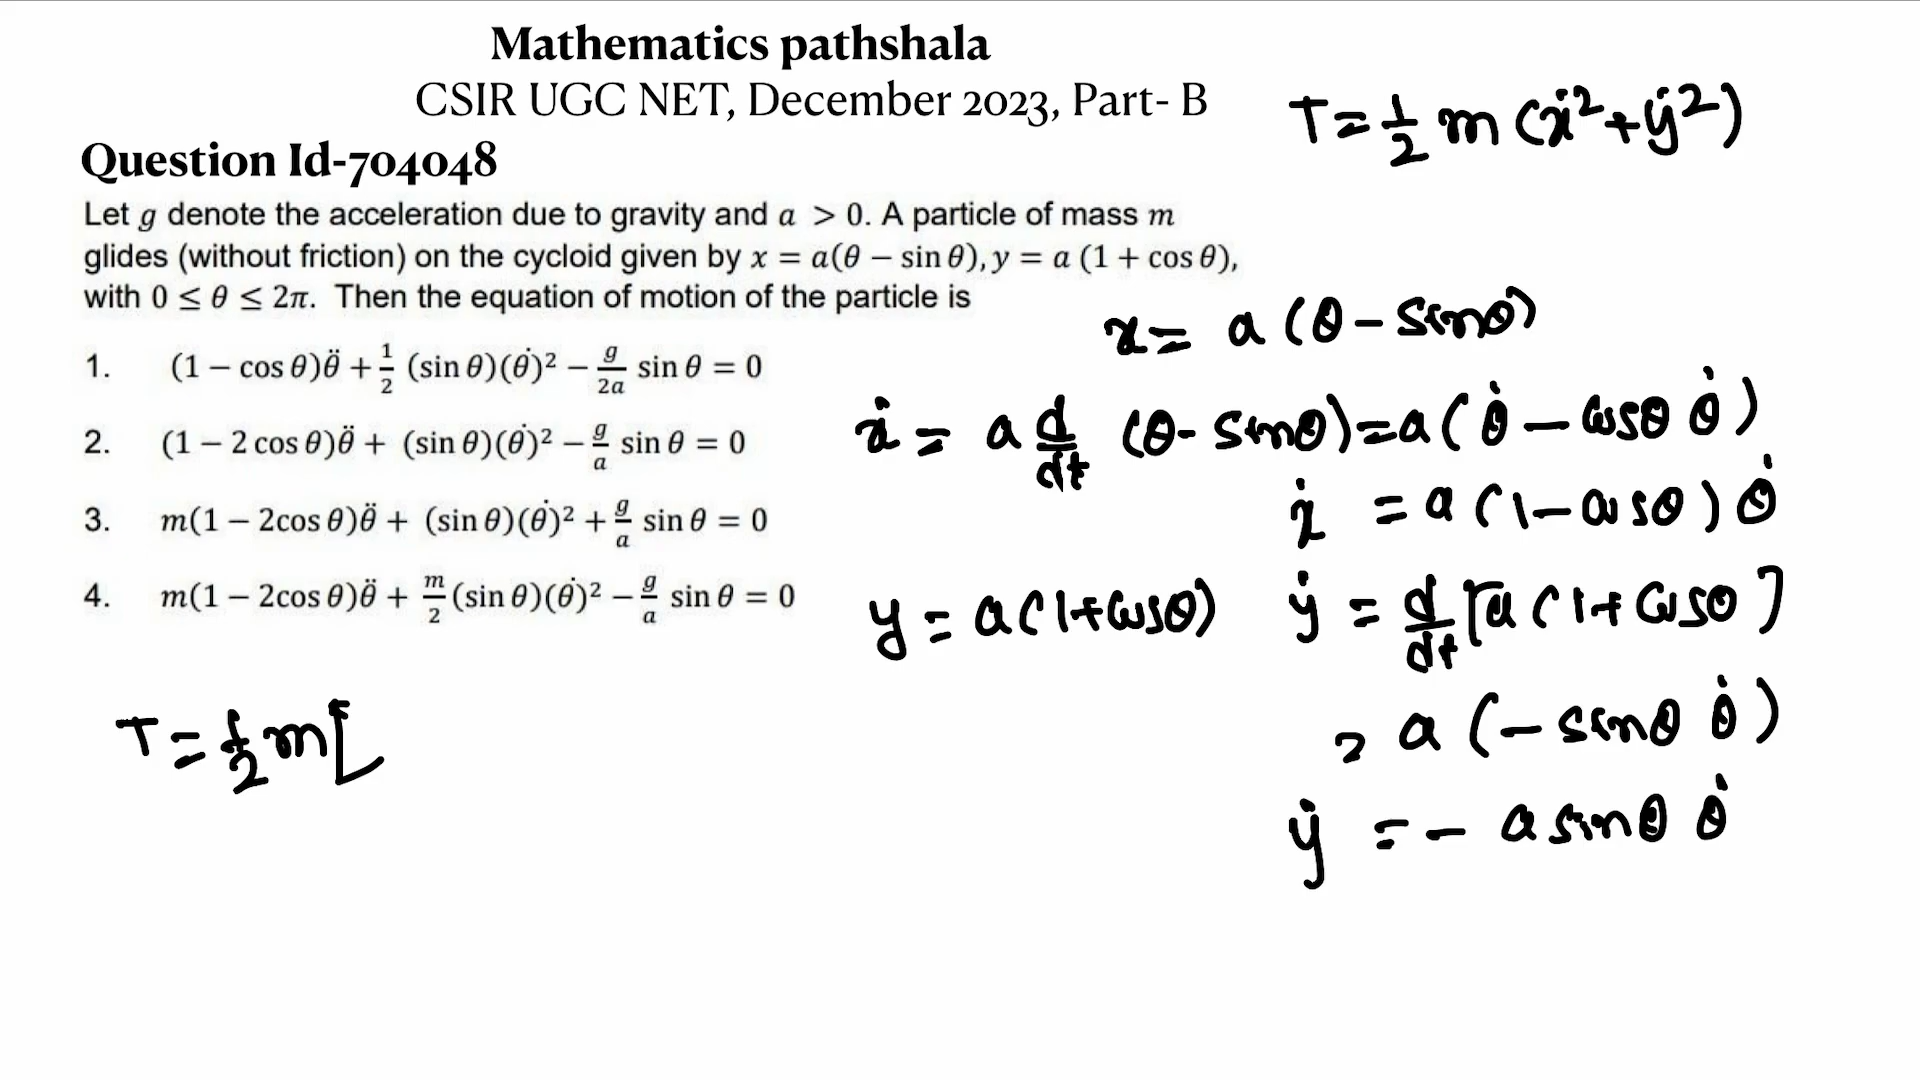 Mathematics pathshala
CSIR UGC NET, December 2023, Part- B
Question Id-704048
Let g denote the acceleration due to gravity and a > 0. A particle of mass m
glides (without friction) on the cycloid given by x = a(θ − sin θ), y = a (1 + cos θ),
with 0 ≤ θ ≤ 2π. Then the equation of motion of the particle is
1. (1 − cos θ)θ̈ + 1/2 (sin θ)(θ̇)² − g/2a sin θ = 0
2. (1 − 2 cos θ)θ̈ + (sin θ)(θ̇)² − g/a sin θ = 0
3. m(1 − 2cos θ)θ̈ + (sin θ)(θ̇)² + g/a sin θ = 0
4. m(1 − 2cos θ)θ̈ + m/2 (sin θ)(θ̇)² − g/a sin θ = 0
T = 1/2 m (ẋ² + ẏ²)
x = a (θ − sinθ)
ẋ = a d/dt (θ - sinθ) = a (θ̇ − cosθ θ̇)
ẋ = a (1 − cosθ) θ̇
y = a (1 + cosθ) ẏ = d/dt [a (1 + cosθ]
= a (− sinθ θ̇)
ẏ = − a sinθ θ̇
T = 1/2 m [